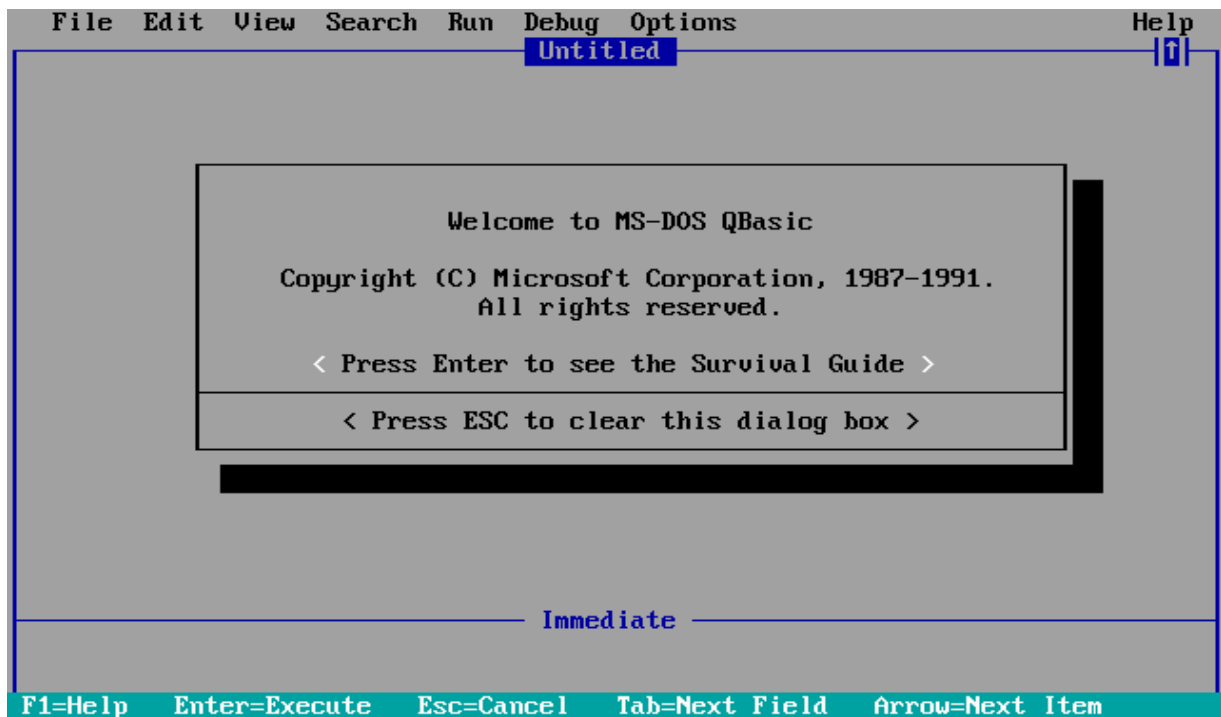 File Edit View Search Run Debug Options Help
Untitled
↑
Welcome to MS-DOS QBasic
Copyright (C) Microsoft Corporation, 1987-1991.
All rights reserved.
< Press Enter to see the Survival Guide >
< Press ESC to clear this dialog box >
Immediate
F1=Help Enter=Execute Esc=Cancel Tab=Next Field Arrow=Next Item